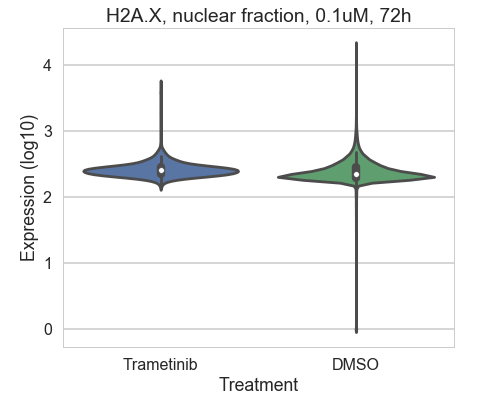 H2A.X, nuclear fraction, 0.1uM, 72h
Expression (log10)
4
3
2
1
0
Trametinib DMSO
Treatment